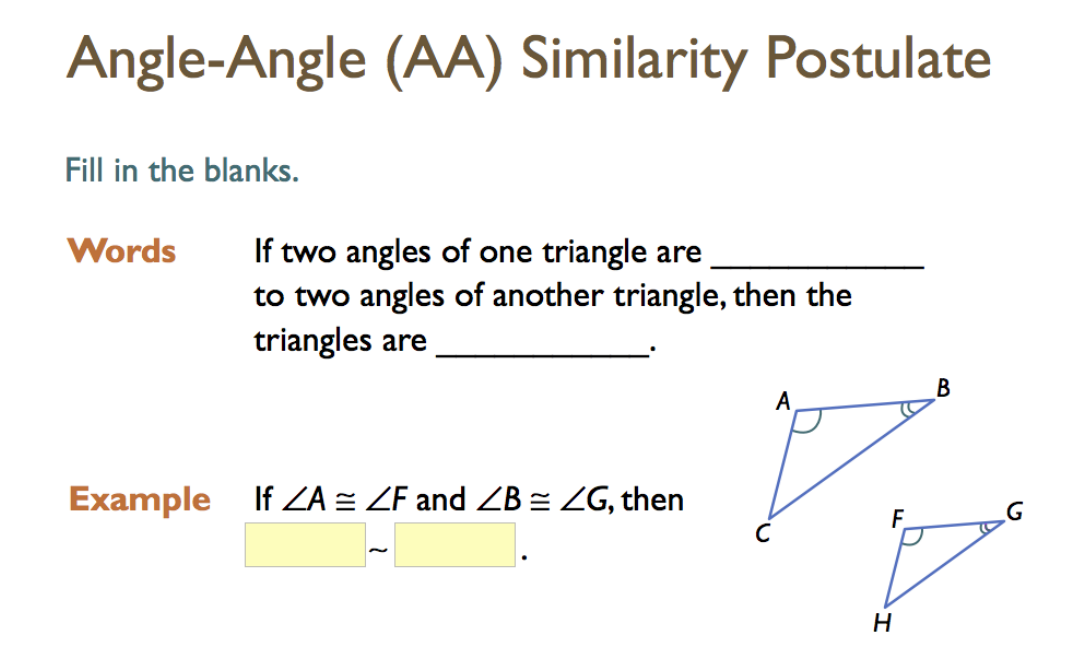 Angle-Angle (AA) Similarity Postulate
Fill in the blanks.
Words If two angles of one triangle are ____________
to two angles of another triangle, then the
triangles are ____________.
Example If ∠A ≅ ∠F and ∠B ≅ ∠G, then
~ .
A B
C
F G
H